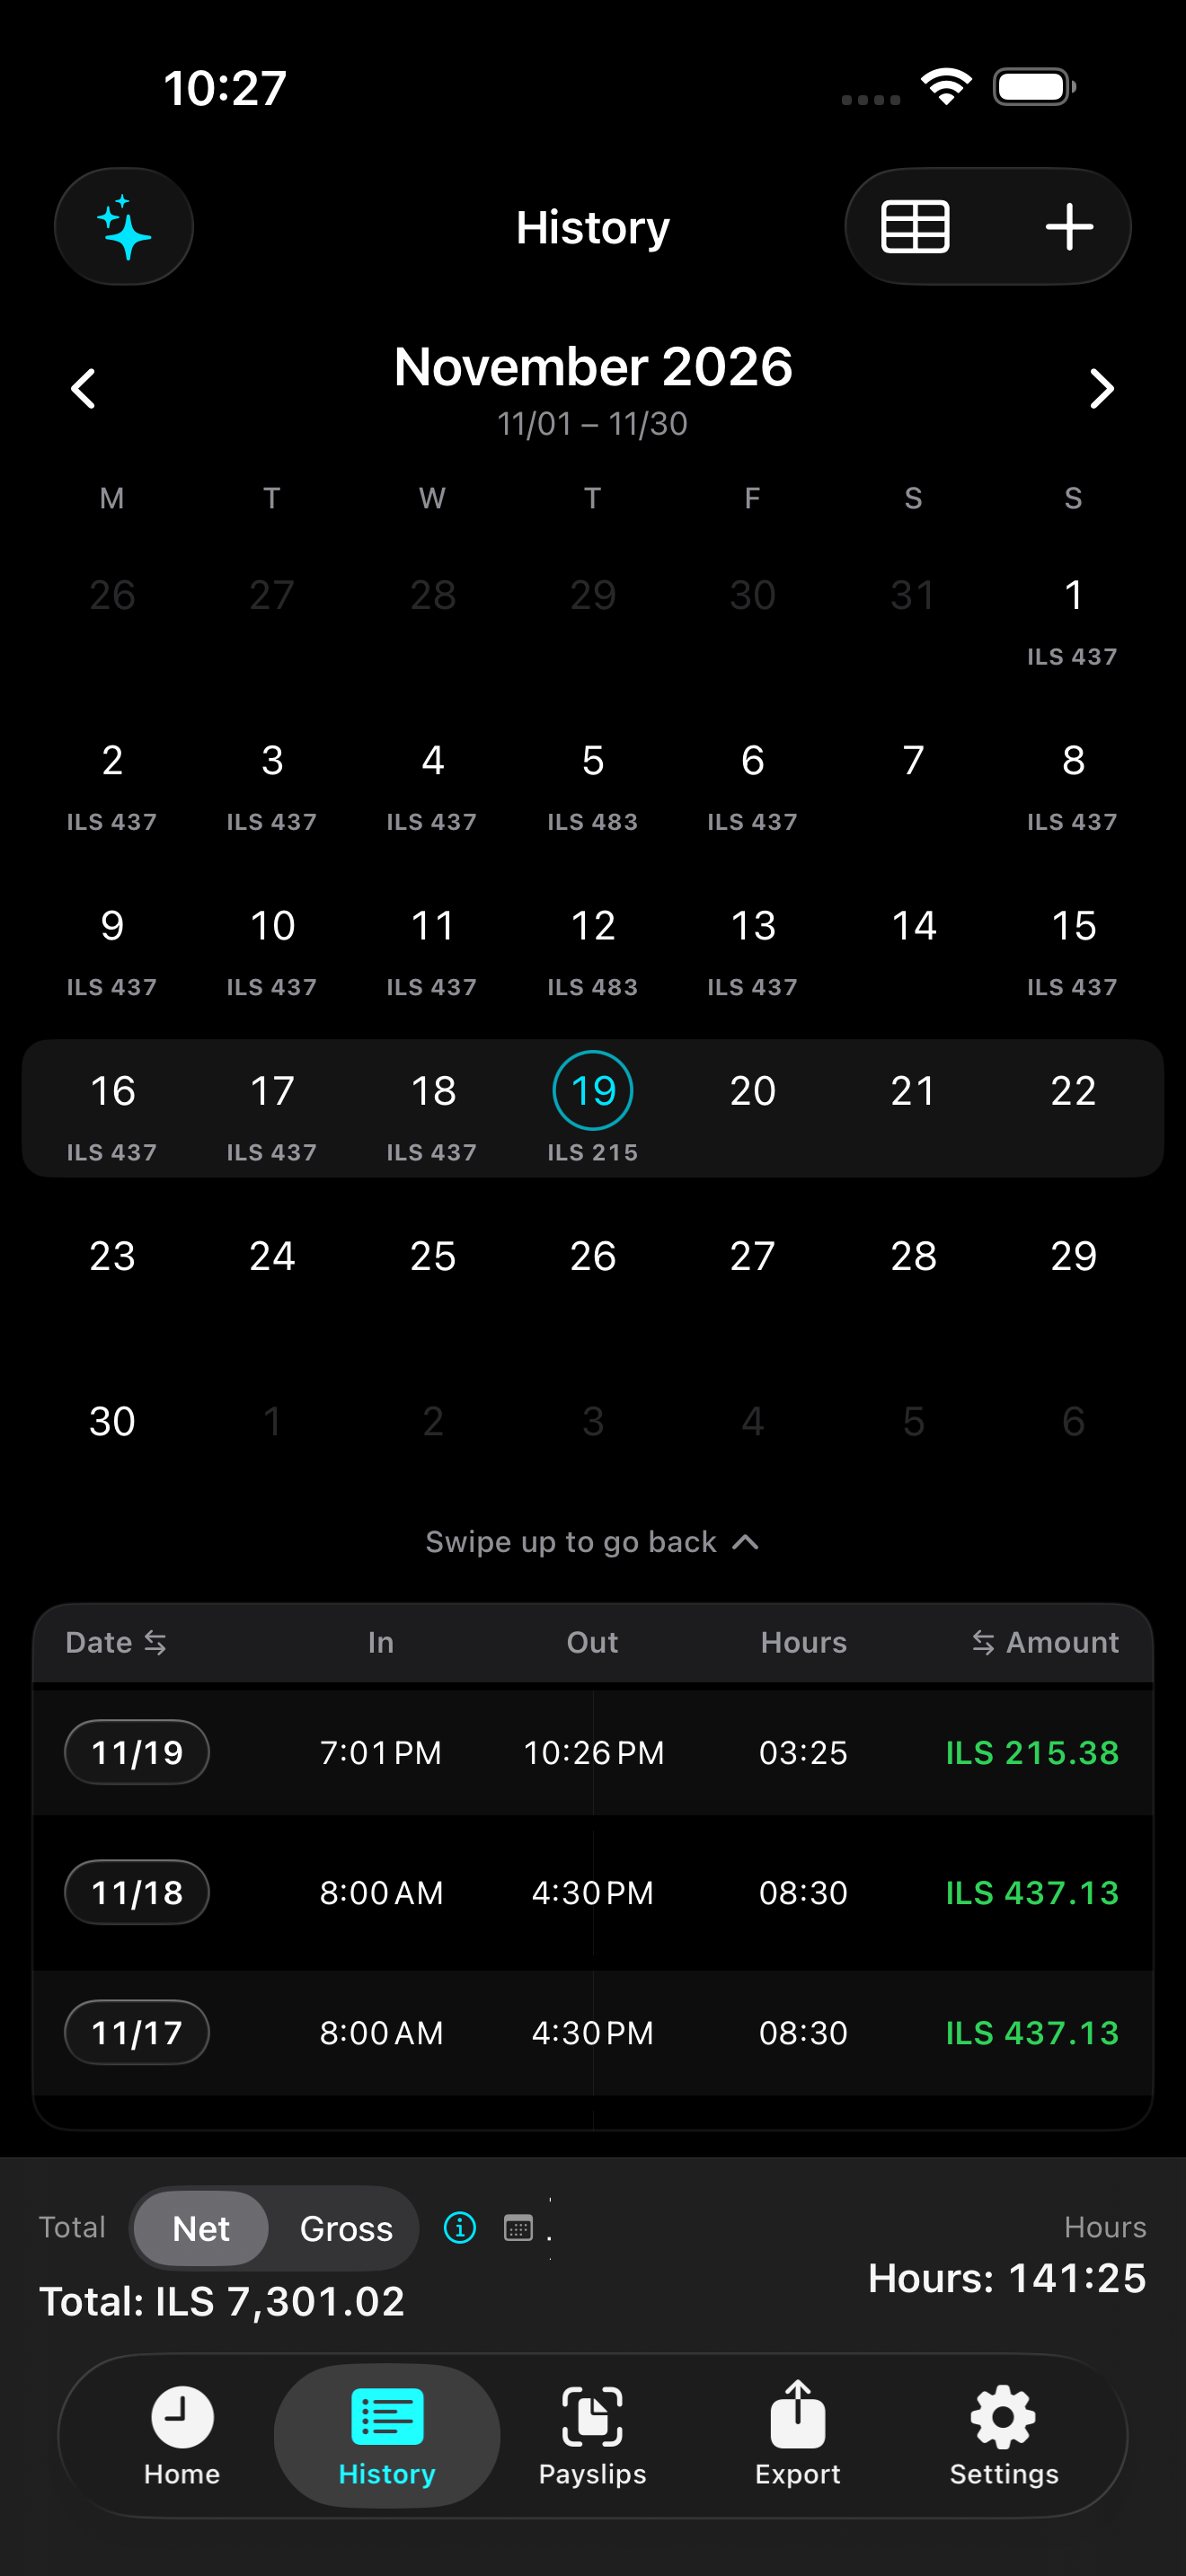 10:27
History
November 2026
11/01 – 11/30
M T W T F S S
26 27 28 29 30 31 1
ILS 437
2 3 4 5 6 7 8
ILS 437 ILS 437 ILS 437 ILS 483 ILS 437 ILS 437
9 10 11 12 13 14 15
ILS 437 ILS 437 ILS 437 ILS 483 ILS 437 ILS 437
16 17 18 19 20 21 22
ILS 437 ILS 437 ILS 437 ILS 215
23 24 25 26 27 28 29
30 1 2 3 4 5 6
Swipe up to go back
Date In Out Hours Amount
11/19 7:01 PM 10:26 PM 03:25 ILS 215.38
11/18 8:00 AM 4:30 PM 08:30 ILS 437.13
11/17 8:00 AM 4:30 PM 08:30 ILS 437.13
Total Net Gross Hours
Total: ILS 7,301.02 Hours: 141:25
Home History Payslips Export Settings